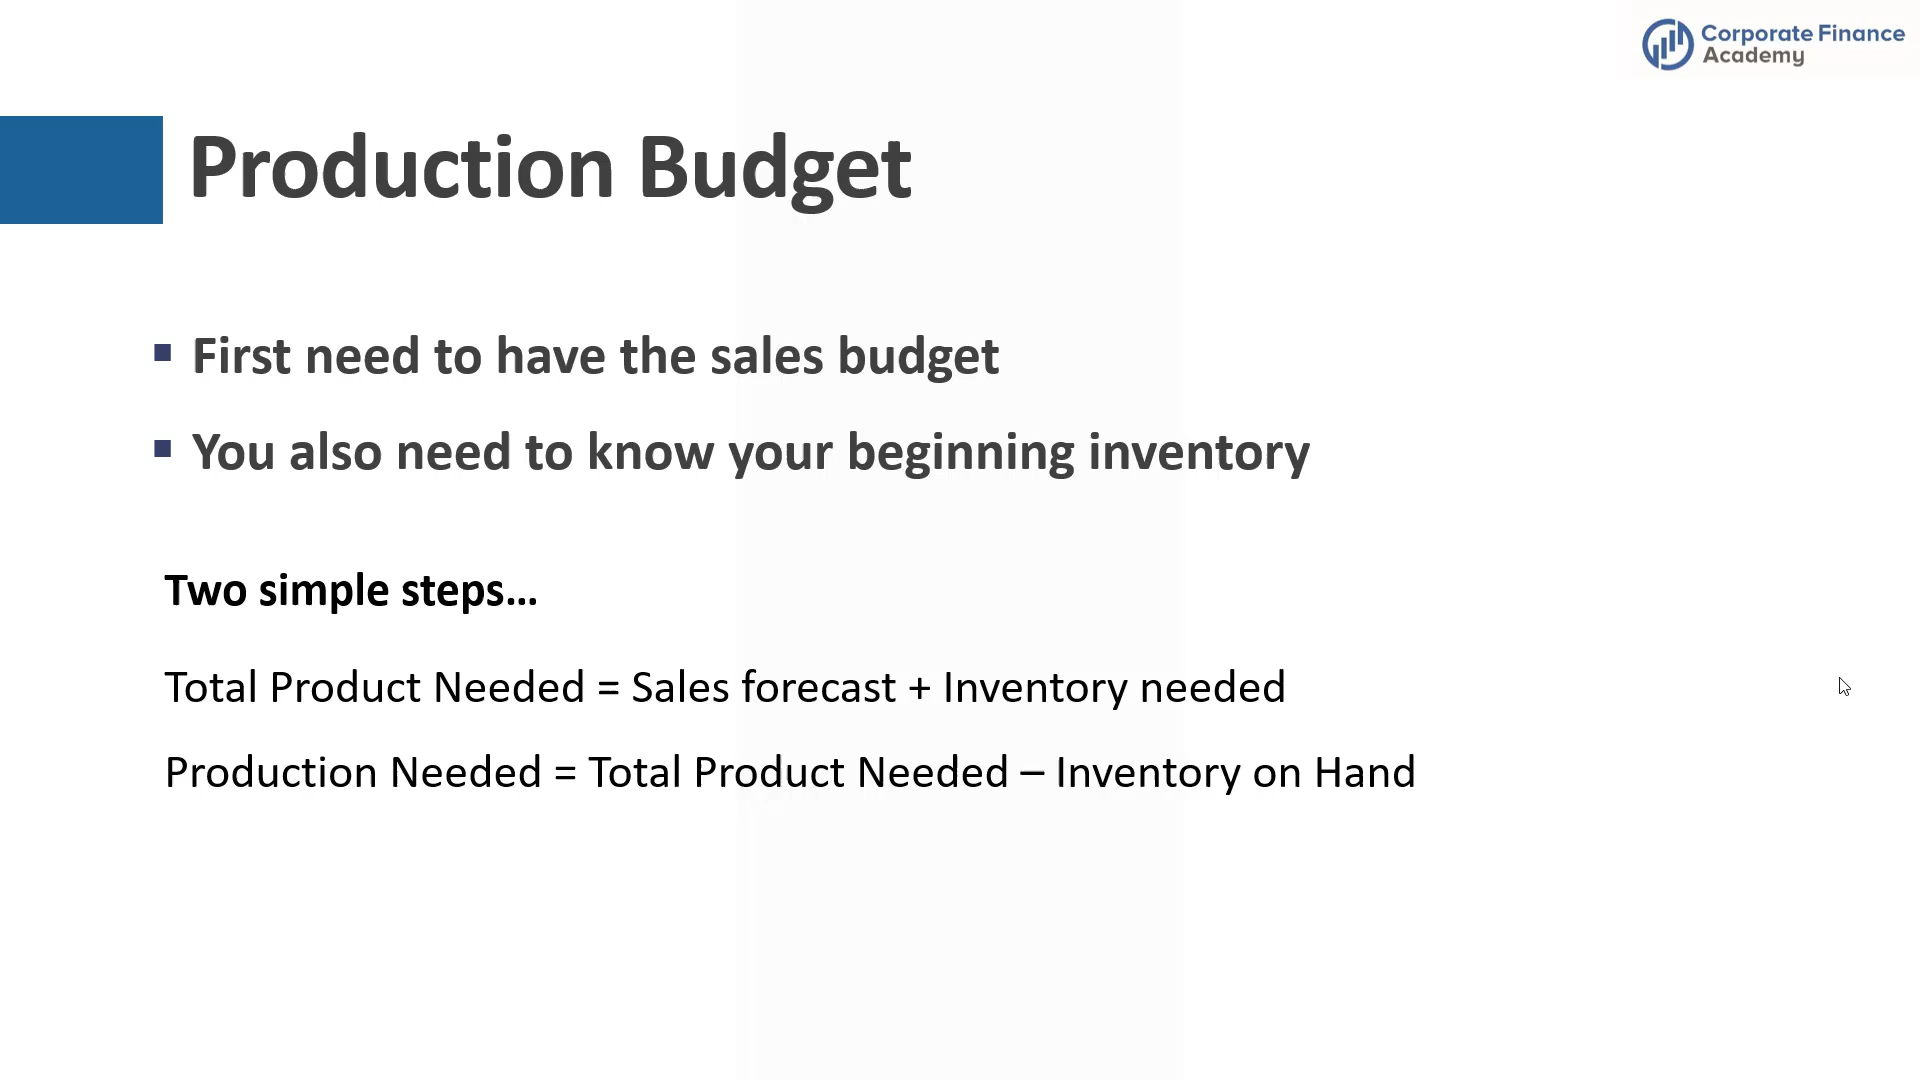 Corporate Finance
Academy
Production Budget
▪ First need to have the sales budget
▪ You also need to know your beginning inventory
Two simple steps...
Total Product Needed = Sales forecast + Inventory needed
Production Needed = Total Product Needed – Inventory on Hand